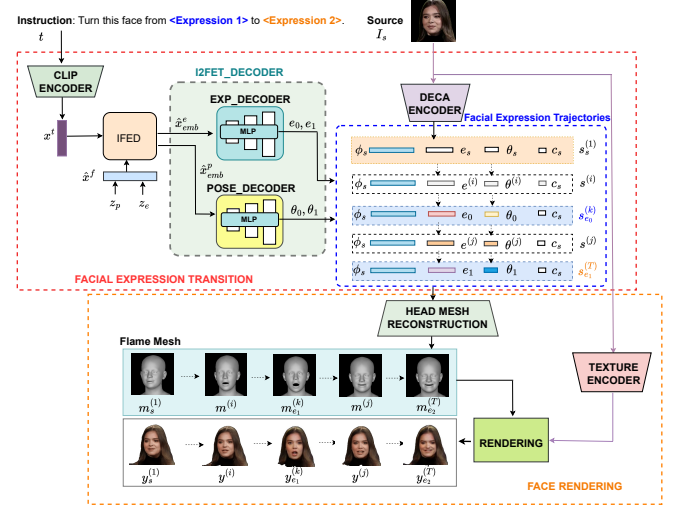 Instruction: Turn this face from <Expression 1> to <Expression 2>.
t
Source
I_s
CLIP ENCODER
I2FET_DECODER
EXP_DECODER
MLP
e_0, e_1
x^t
IFED
x̂^e_{emb}
x̂^p_{emb}
x̂^f
z_p
z_e
POSE_DECODER
MLP
θ_0, θ_1
FACIAL EXPRESSION TRANSITION
DECA ENCODER
Facial Expression Trajectories
ϕ_s e_s θ_s c_s s_s^{(1)}
ϕ_s e^{(i)} θ^{(i)} c_s s^{(i)}
ϕ_s e_0 θ_0 c_s s_{e_0}^{(k)}
ϕ_s e^{(j)} θ^{(j)} c_s s^{(j)}
ϕ_s e_1 θ_1 c_s s_{e_1}^{(T)}
HEAD MESH RECONSTRUCTION
Flame Mesh
m_s^{(1)} m^{(i)} m_{e_1}^{(k)} m^{(j)} m_{e_2}^{(T)}
y_s^{(1)} y^{(i)} y_{e_1}^{(k)} y^{(j)} y_{e_2}^{(T)}
TEXTURE ENCODER
RENDERING
FACE RENDERING